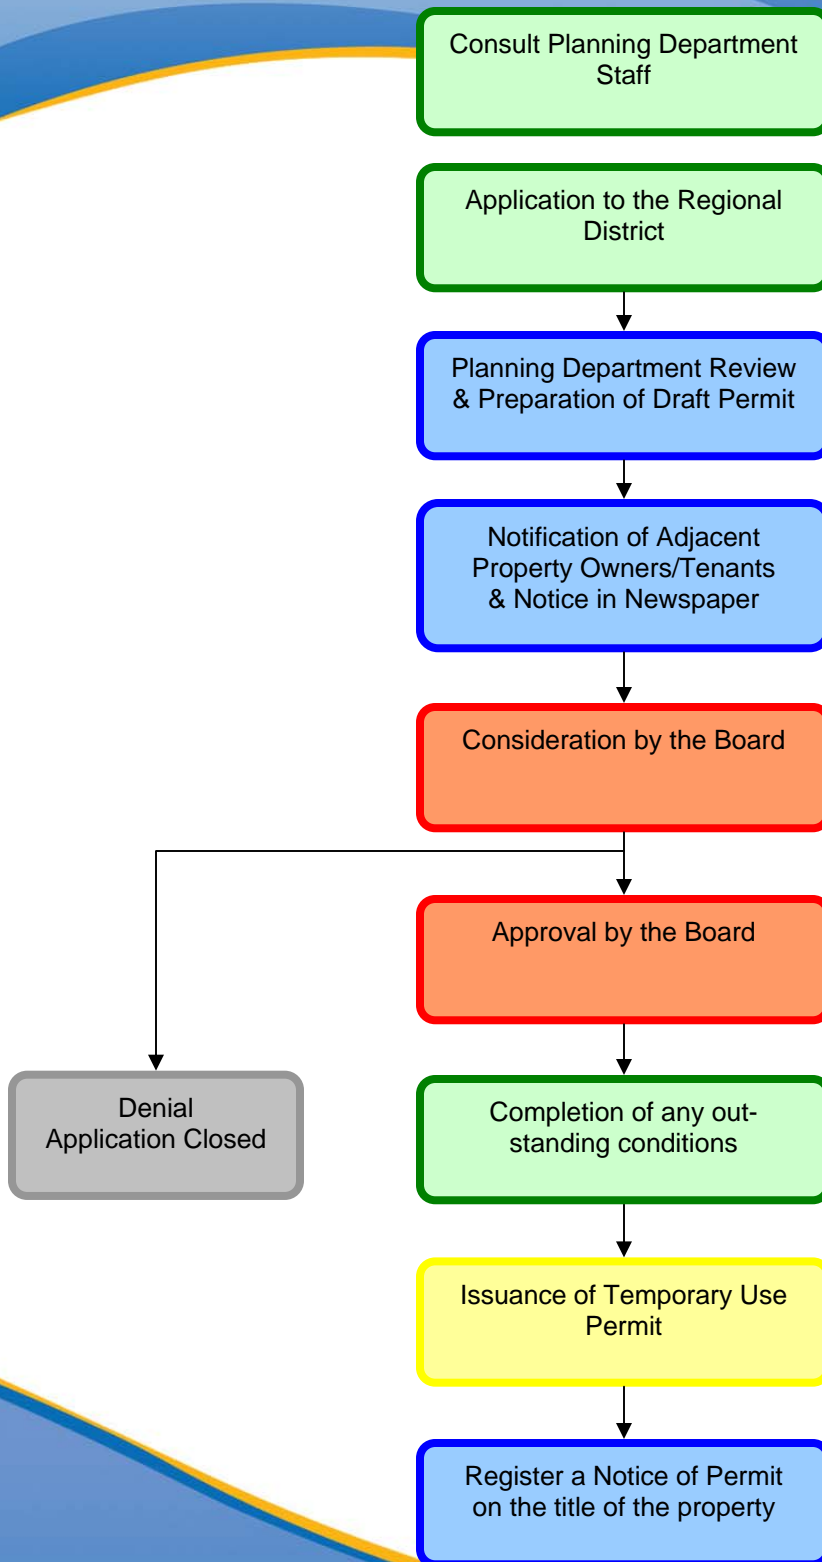 Consult Planning Department
Staff
Application to the Regional
District
Planning Department Review
& Preparation of Draft Permit
Notification of Adjacent
Property Owners/Tenants
& Notice in Newspaper
Consideration by the Board
Approval by the Board
Denial
Application Closed
Completion of any out-
standing conditions
Issuance of Temporary Use
Permit
Register a Notice of Permit
on the title of the property